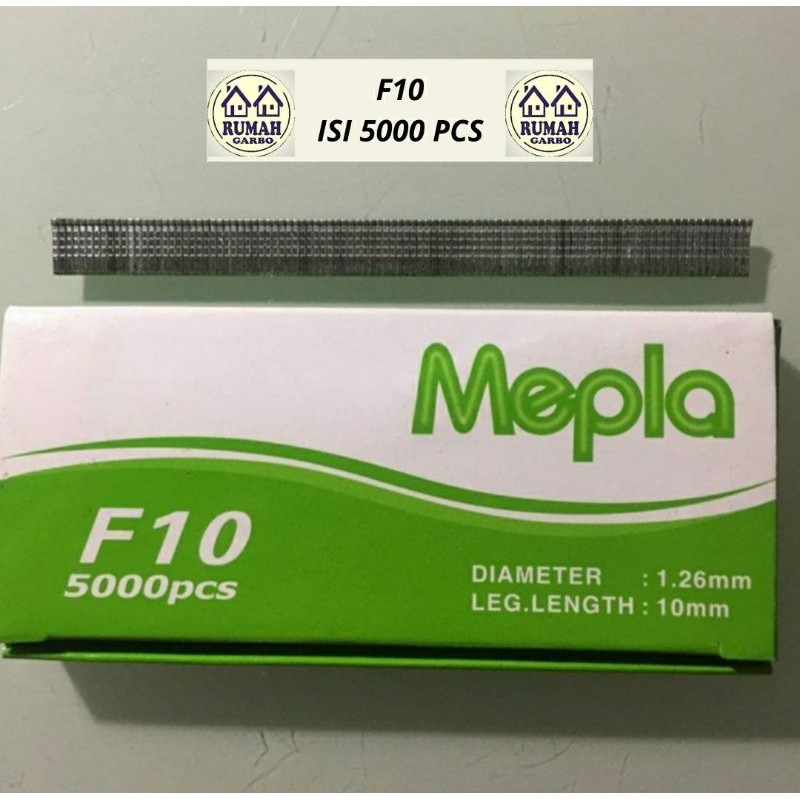 F10
ISI 5000 PCS
RUMAH
GARBO
RUMAH
GARBO
Mepla
F10
5000pcs
DIAMETER : 1.26mm
LEG.LENGTH : 10mm